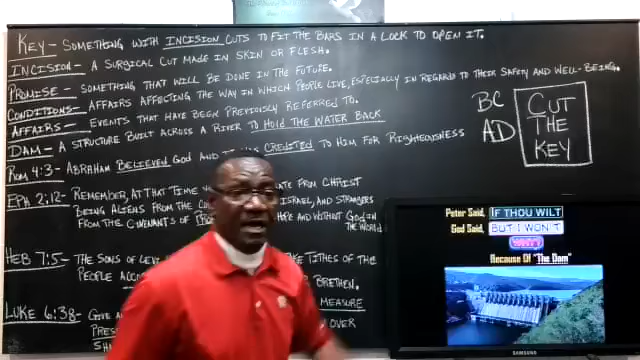 KEY- SOMETHING WITH INCISION CUTS TO FIT THE BARS IN A LOCK TO OPEN IT.
INCISION- A SURGICAL CUT MADE IN SKIN OR FLESH.
PROMISE- SOMETHING THAT WILL BE DONE IN THE FUTURE.
CONDITIONS- AFFAIRS AFFECTING THE WAY IN WHICH PEOPLE LIVE, ESPECIALLY IN REGARDS TO THEIR SAFETY AND WELL-BEING.
AFFAIRS- EVENTS THAT HAVE BEEN PREVIOUSLY REFERRED TO.
DAM- A STRUCTURE BUILT ACROSS A RIVER TO HOLD THE WATER BACK
ROM 4:3- ABRAHAM BELIEVED GOD AND IT WAS CREDITED TO HIM FOR RIGHTEOUSNESS
EPH 2:12- REMEMBER, AT THAT TIME FROM CHRIST
BEING ALIENS FROM THE ISRAEL, AND STRANGERS
FROM THE COVENANTS OF HOPE AND WITHOUT GOD IN
THE WORLD
HEB 7:5- THE SONS OF LEVI TITHES OF THE
PEOPLE BRETHEN.
LUKE 6:38- GIVE MEASURE
OVER
BC
AD
CUT
THE
KEY
Peter Said, IF THOU WILT
God Said, BUT I WON'T
WHY?
Because Of "The Dam"
SAMSUNG